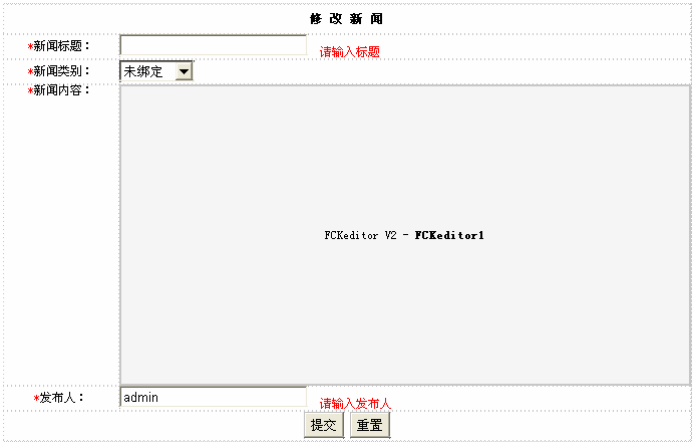 修 改 新 闻
*新闻标题： 请输入标题
*新闻类别： 未绑定
*新闻内容：
FCKeditor V2 - FCKeditor1
*发布人： admin 请输入发布人
提交 重置